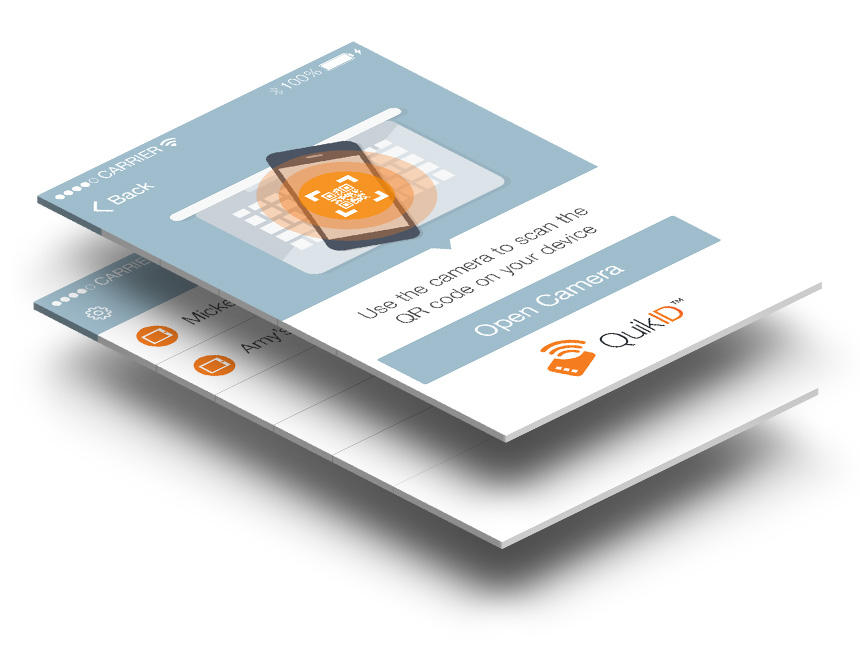 CARRIER
100%
Back
Use the camera to scan the
QR code on your device
Open Camera
QuikID™
CARRIER
Amy's